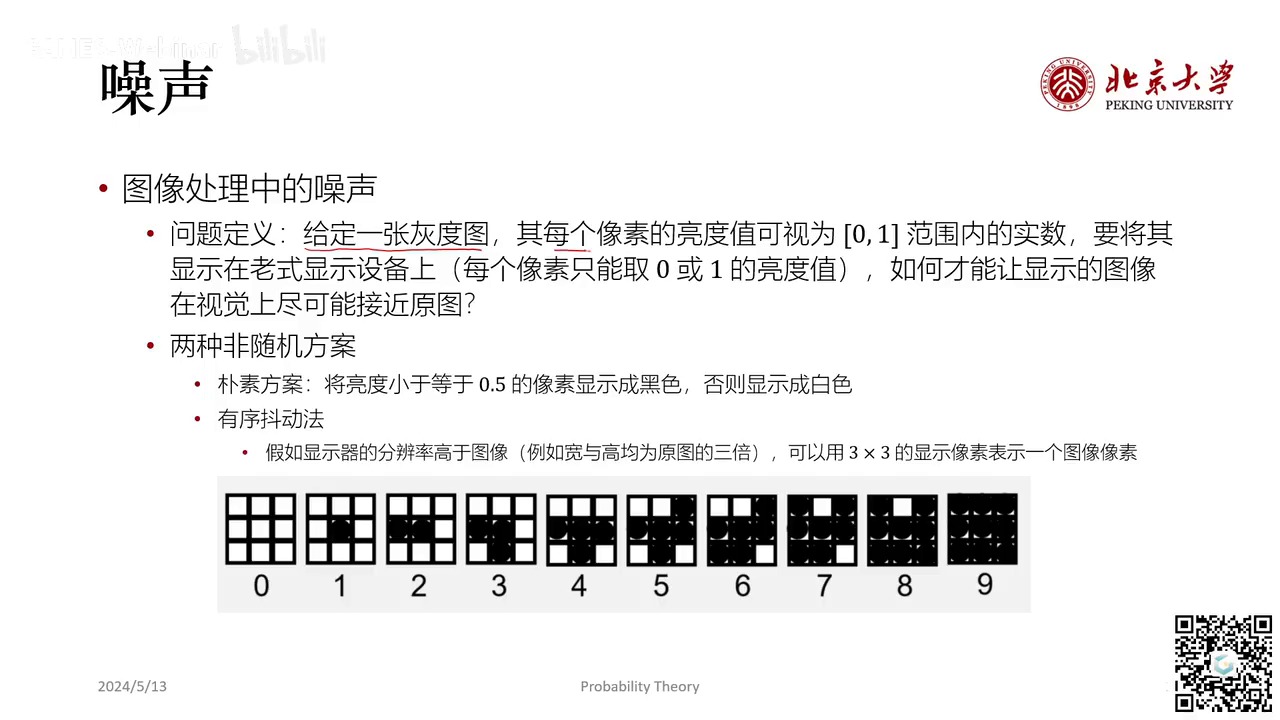 bilibili
噪声
北京大学
PEKING UNIVERSITY
• 图像处理中的噪声
• 问题定义：给定一张灰度图，其每个像素的亮度值可视为 [0, 1] 范围内的实数，要将其
显示在老式显示设备上（每个像素只能取 0 或 1 的亮度值），如何才能让显示的图像
在视觉上尽可能接近原图？
• 两种非随机方案
• 朴素方案：将亮度小于等于 0.5 的像素显示成黑色，否则显示成白色
• 有序抖动法
• 假如显示器的分辨率高于图像（例如宽与高均为原图的三倍），可以用 3 × 3 的显示像素表示一个图像像素
0 1 2 3 4 5 6 7 8 9
2024/5/13
Probability Theory